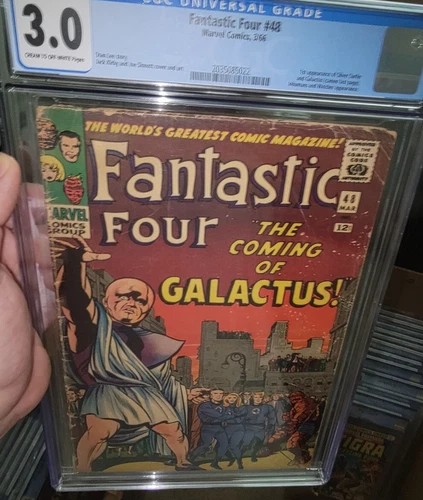 CGC UNIVERSAL GRADE
3.0
CREAM TO OFF-WHITE Pages
Fantastic Four #48
Marvel Comics, 3/66
Stan Lee story
Jack Kirby and Joe Sinnott cover and art
1st appearance of Silver Surfer
and Galactus (cameo last page)
Inhumans and Watcher appearance
THE WORLD'S GREATEST COMIC MAGAZINE!
APPROVED
BY THE
COMICS
CODE
Fantastic
Four
MARVEL
COMICS
GROUP
48
MAR
12¢
THE
COMING
OF
GALACTUS!